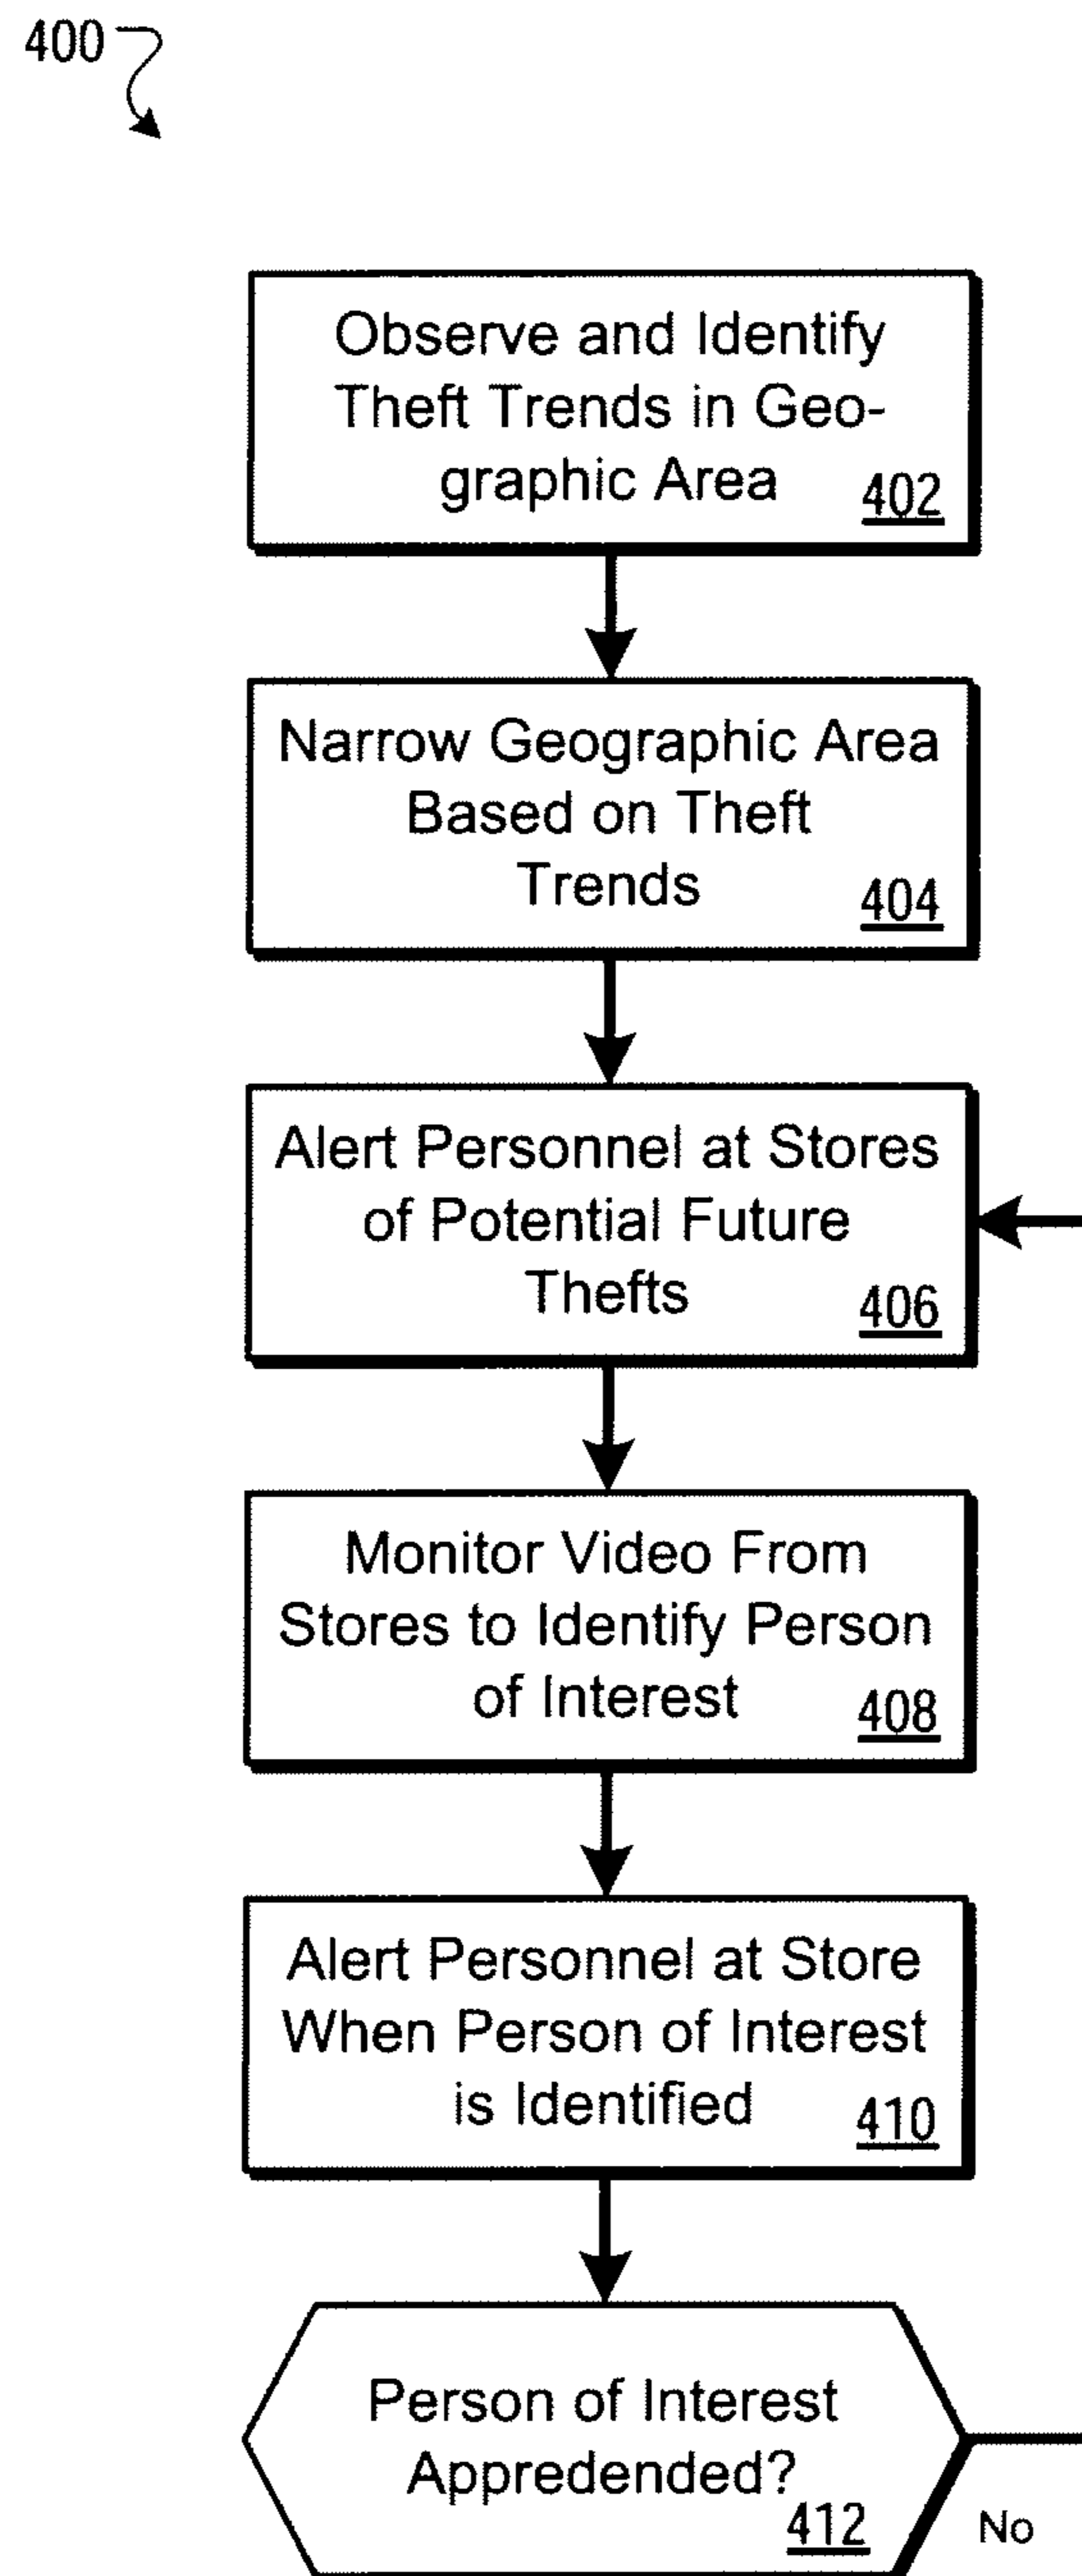 400
Observe and Identify
Theft Trends in Geo-
graphic Area
402
Narrow Geographic Area
Based on Theft
Trends
404
Alert Personnel at Stores
of Potential Future
Thefts
406
Monitor Video From
Stores to Identify Person
of Interest
408
Alert Personnel at Store
When Person of Interest
is Identified
410
Person of Interest
Appredended?
412
No